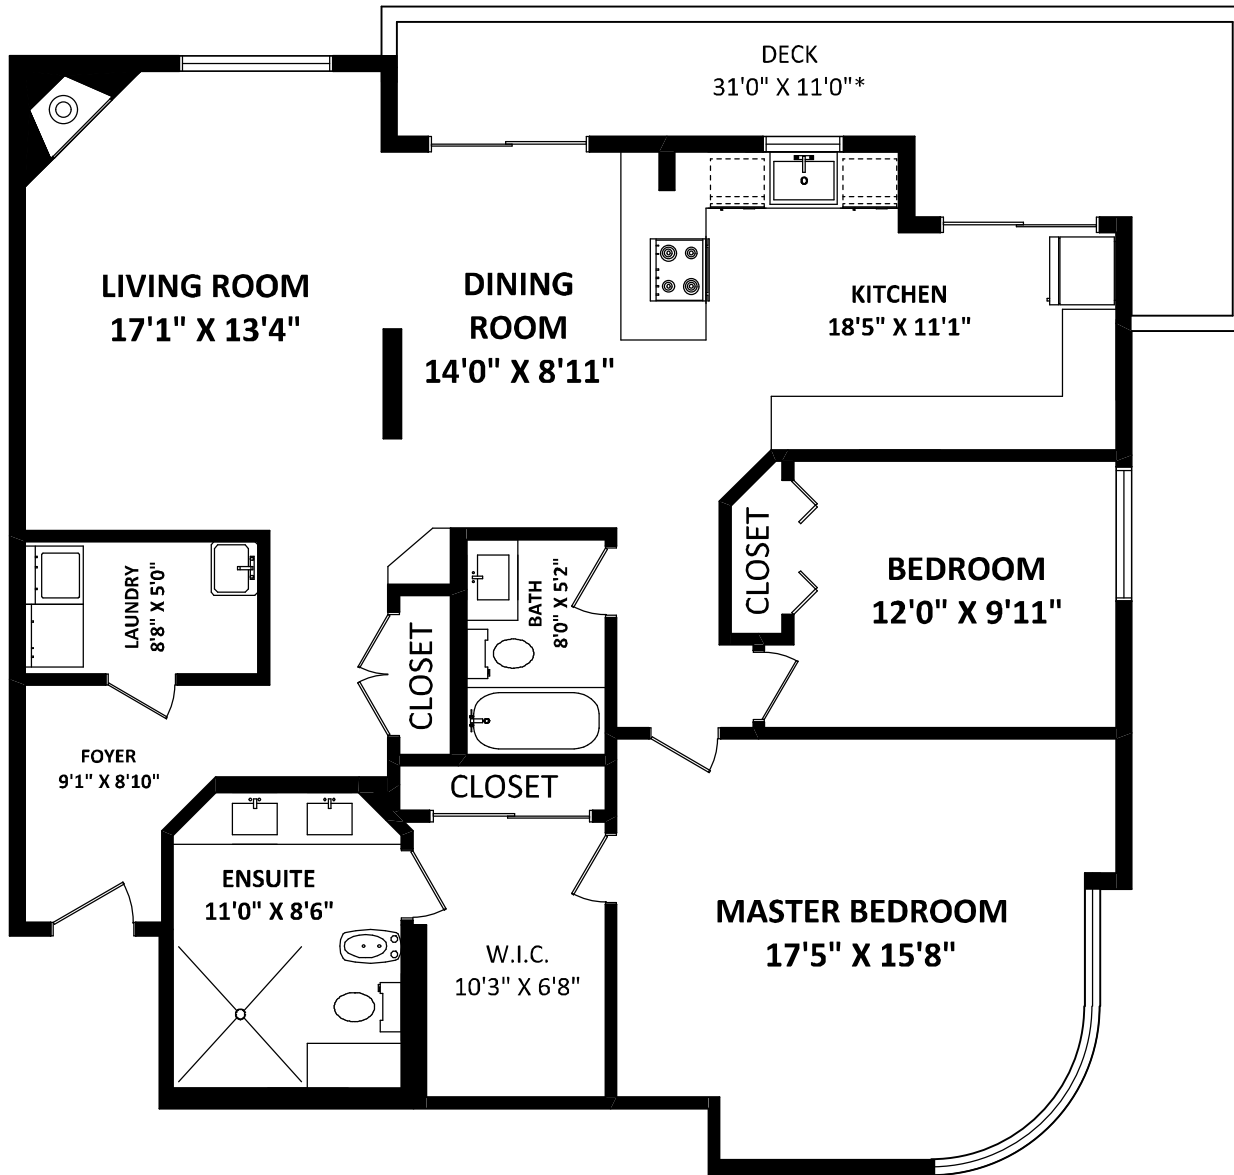 DECK
31'0" X 11'0"*
LIVING ROOM
17'1" X 13'4"
DINING
ROOM
14'0" X 8'11"
KITCHEN
18'5" X 11'1"
CLOSET
BEDROOM
12'0" X 9'11"
LAUNDRY
8'8" X 5'0"
BATH
8'0" X 5'2"
CLOSET
FOYER
9'1" X 8'10"
CLOSET
ENSUITE
11'0" X 8'6"
W.I.C.
10'3" X 6'8"
MASTER BEDROOM
17'5" X 15'8"